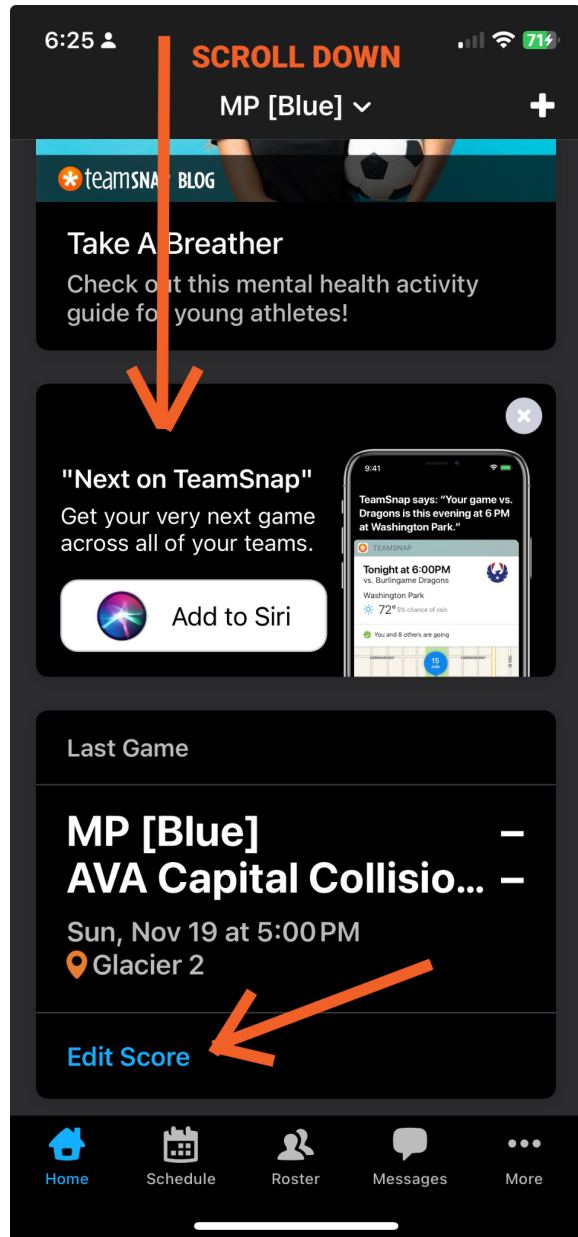 6:25
SCROLL DOWN
71
MP [Blue]
teamSNAP BLOG
Take A Breather
Check out this mental health activity
guide for young athletes!
"Next on TeamSnap"
Get your very next game
across all of your teams.
Add to Siri
9:41
TeamSnap says: “Your game vs.
Dragons is this evening at 6 PM
at Washington Park.”
TEAMSNAP
Tonight at 6:00PM
vs. Burlingame Dragons
Washington Park
72° 5% chance of rain
You and 8 others are going
15
min
Last Game
MP [Blue] –
AVA Capital Collisio... –
Sun, Nov 19 at 5:00 PM
Glacier 2
Edit Score
Home
Schedule
Roster
Messages
More